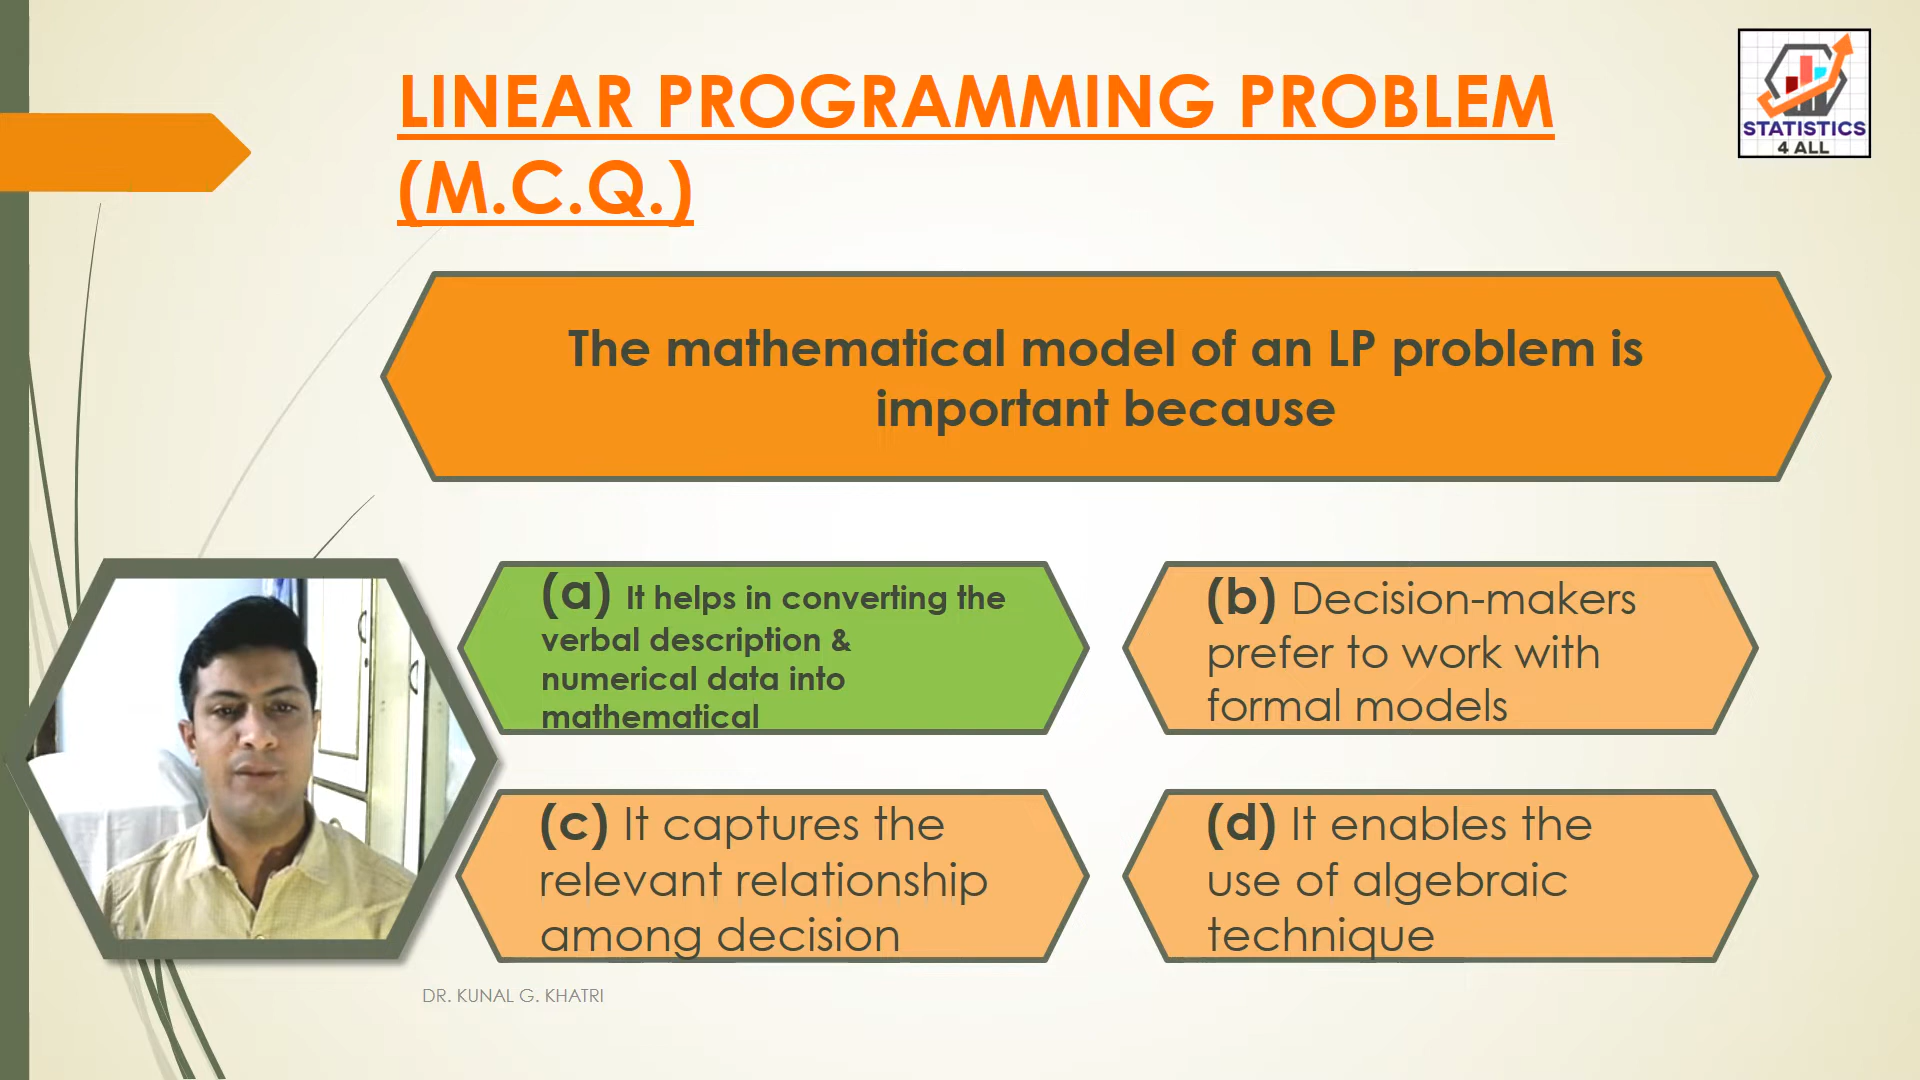 LINEAR PROGRAMMING PROBLEM
(M.C.Q.)
STATISTICS
4 ALL
The mathematical model of an LP problem is
important because
(a) It helps in converting the
verbal description &
numerical data into
mathematical
(b) Decision-makers
prefer to work with
formal models
(c) It captures the
relevant relationship
among decision
(d) It enables the
use of algebraic
technique
DR. KUNAL G. KHATRI